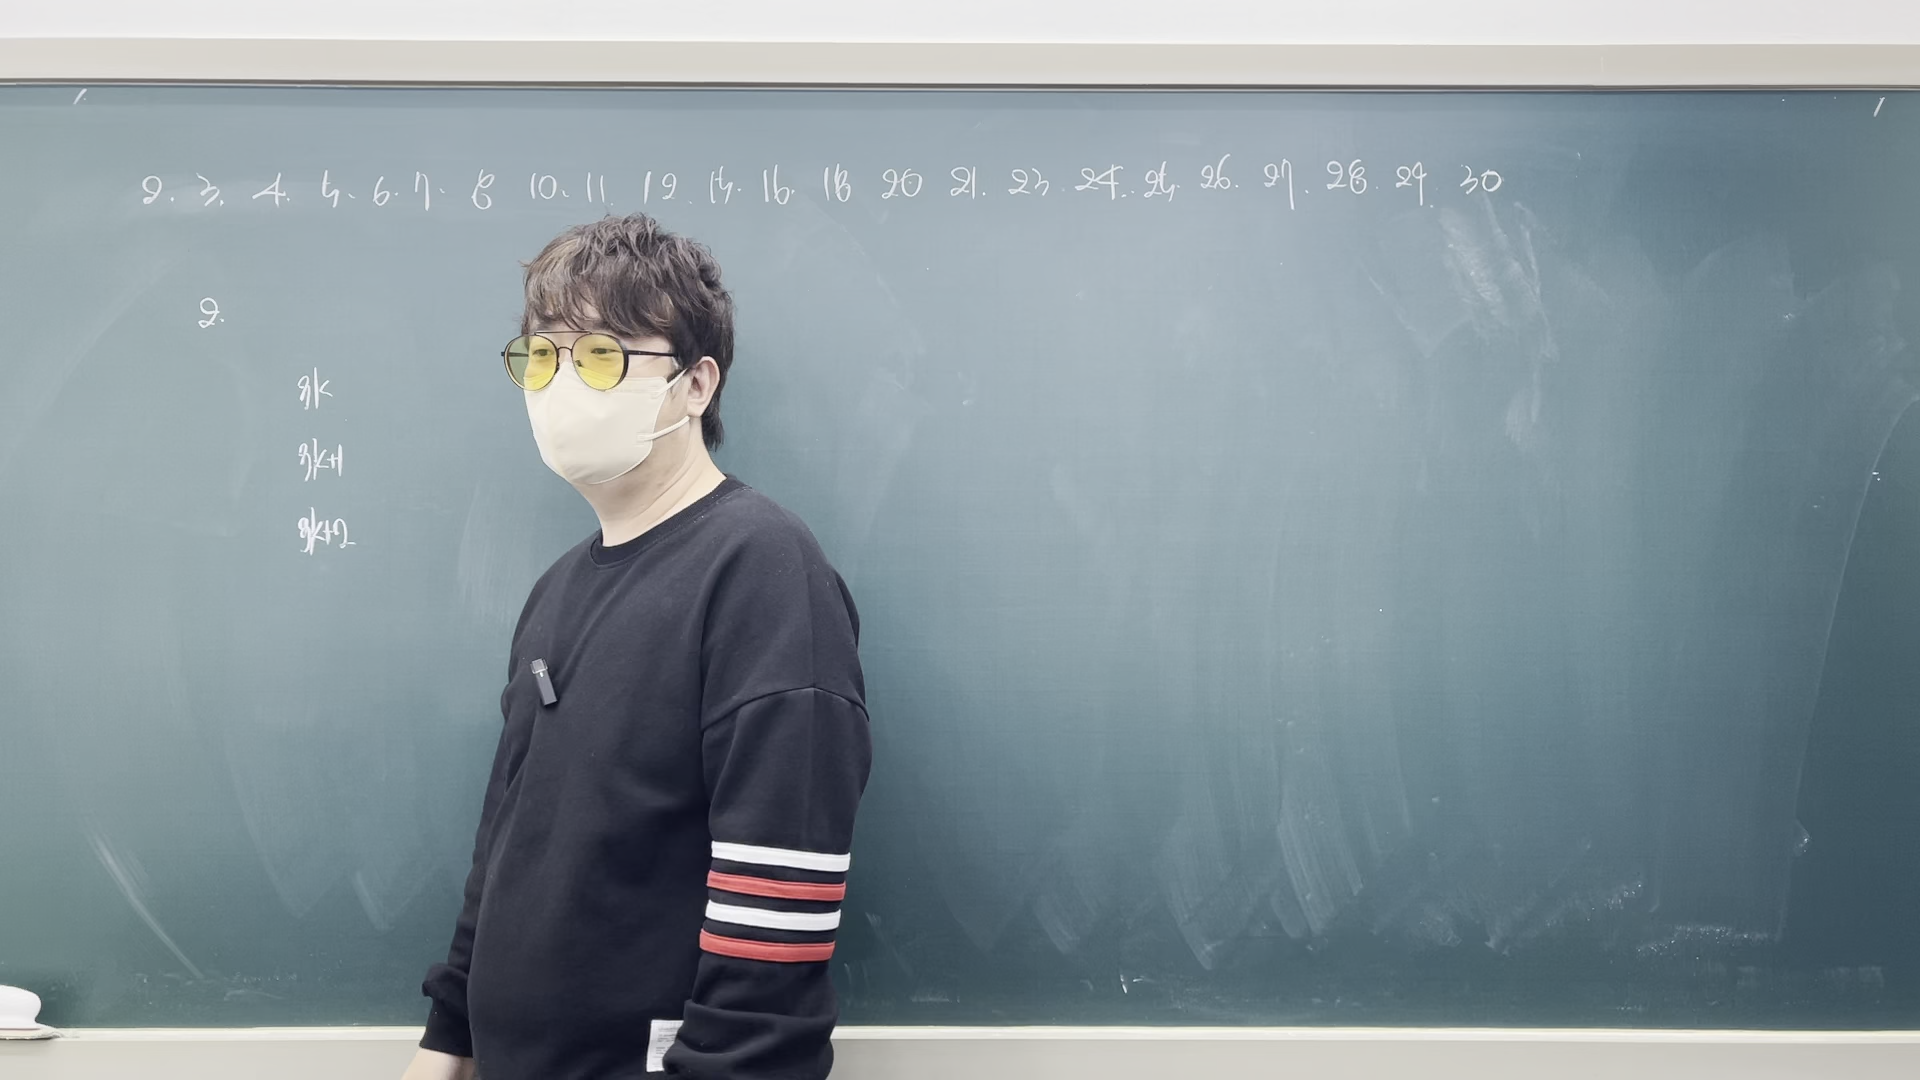 2. 3. 4. 5. 6. 7. 8 10. 11 12. 15. 16. 18 20 21. 23 24. 25. 26. 27. 28. 29. 30
2.
3k
3k+1
3k+2